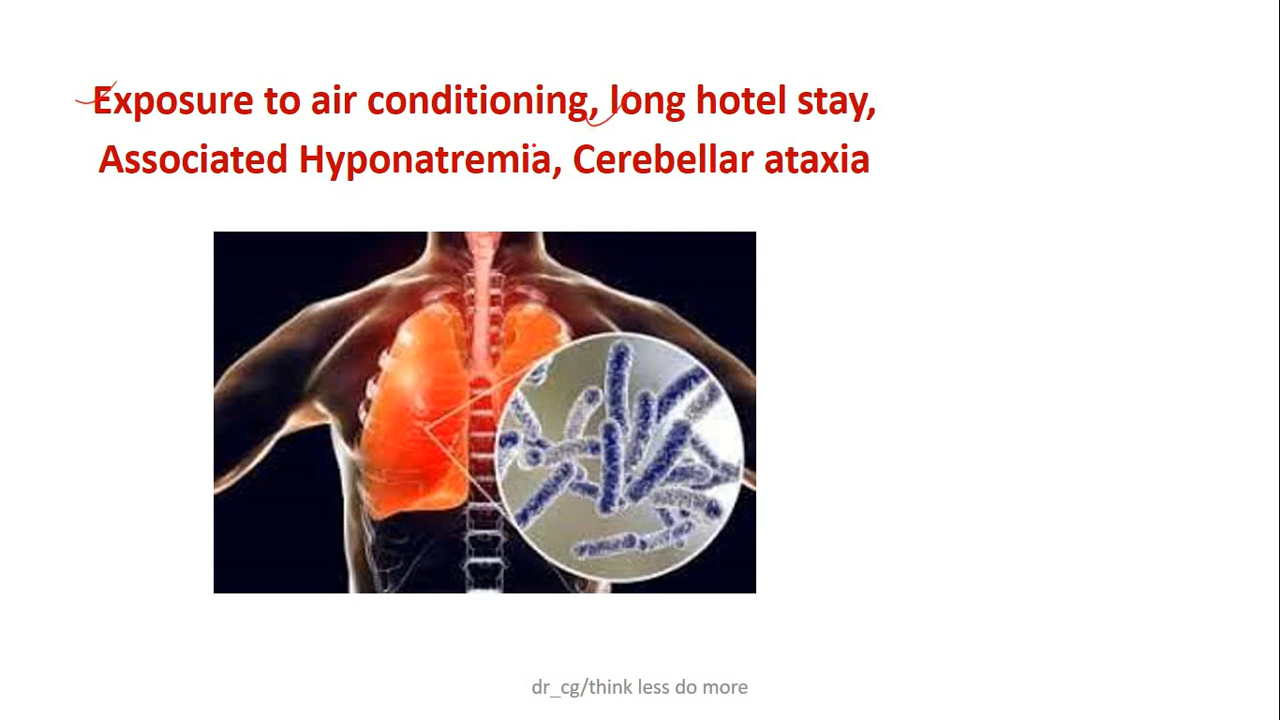 Exposure to air conditioning, long hotel stay,
Associated Hyponatremia, Cerebellar ataxia
dr_cg/think less do more